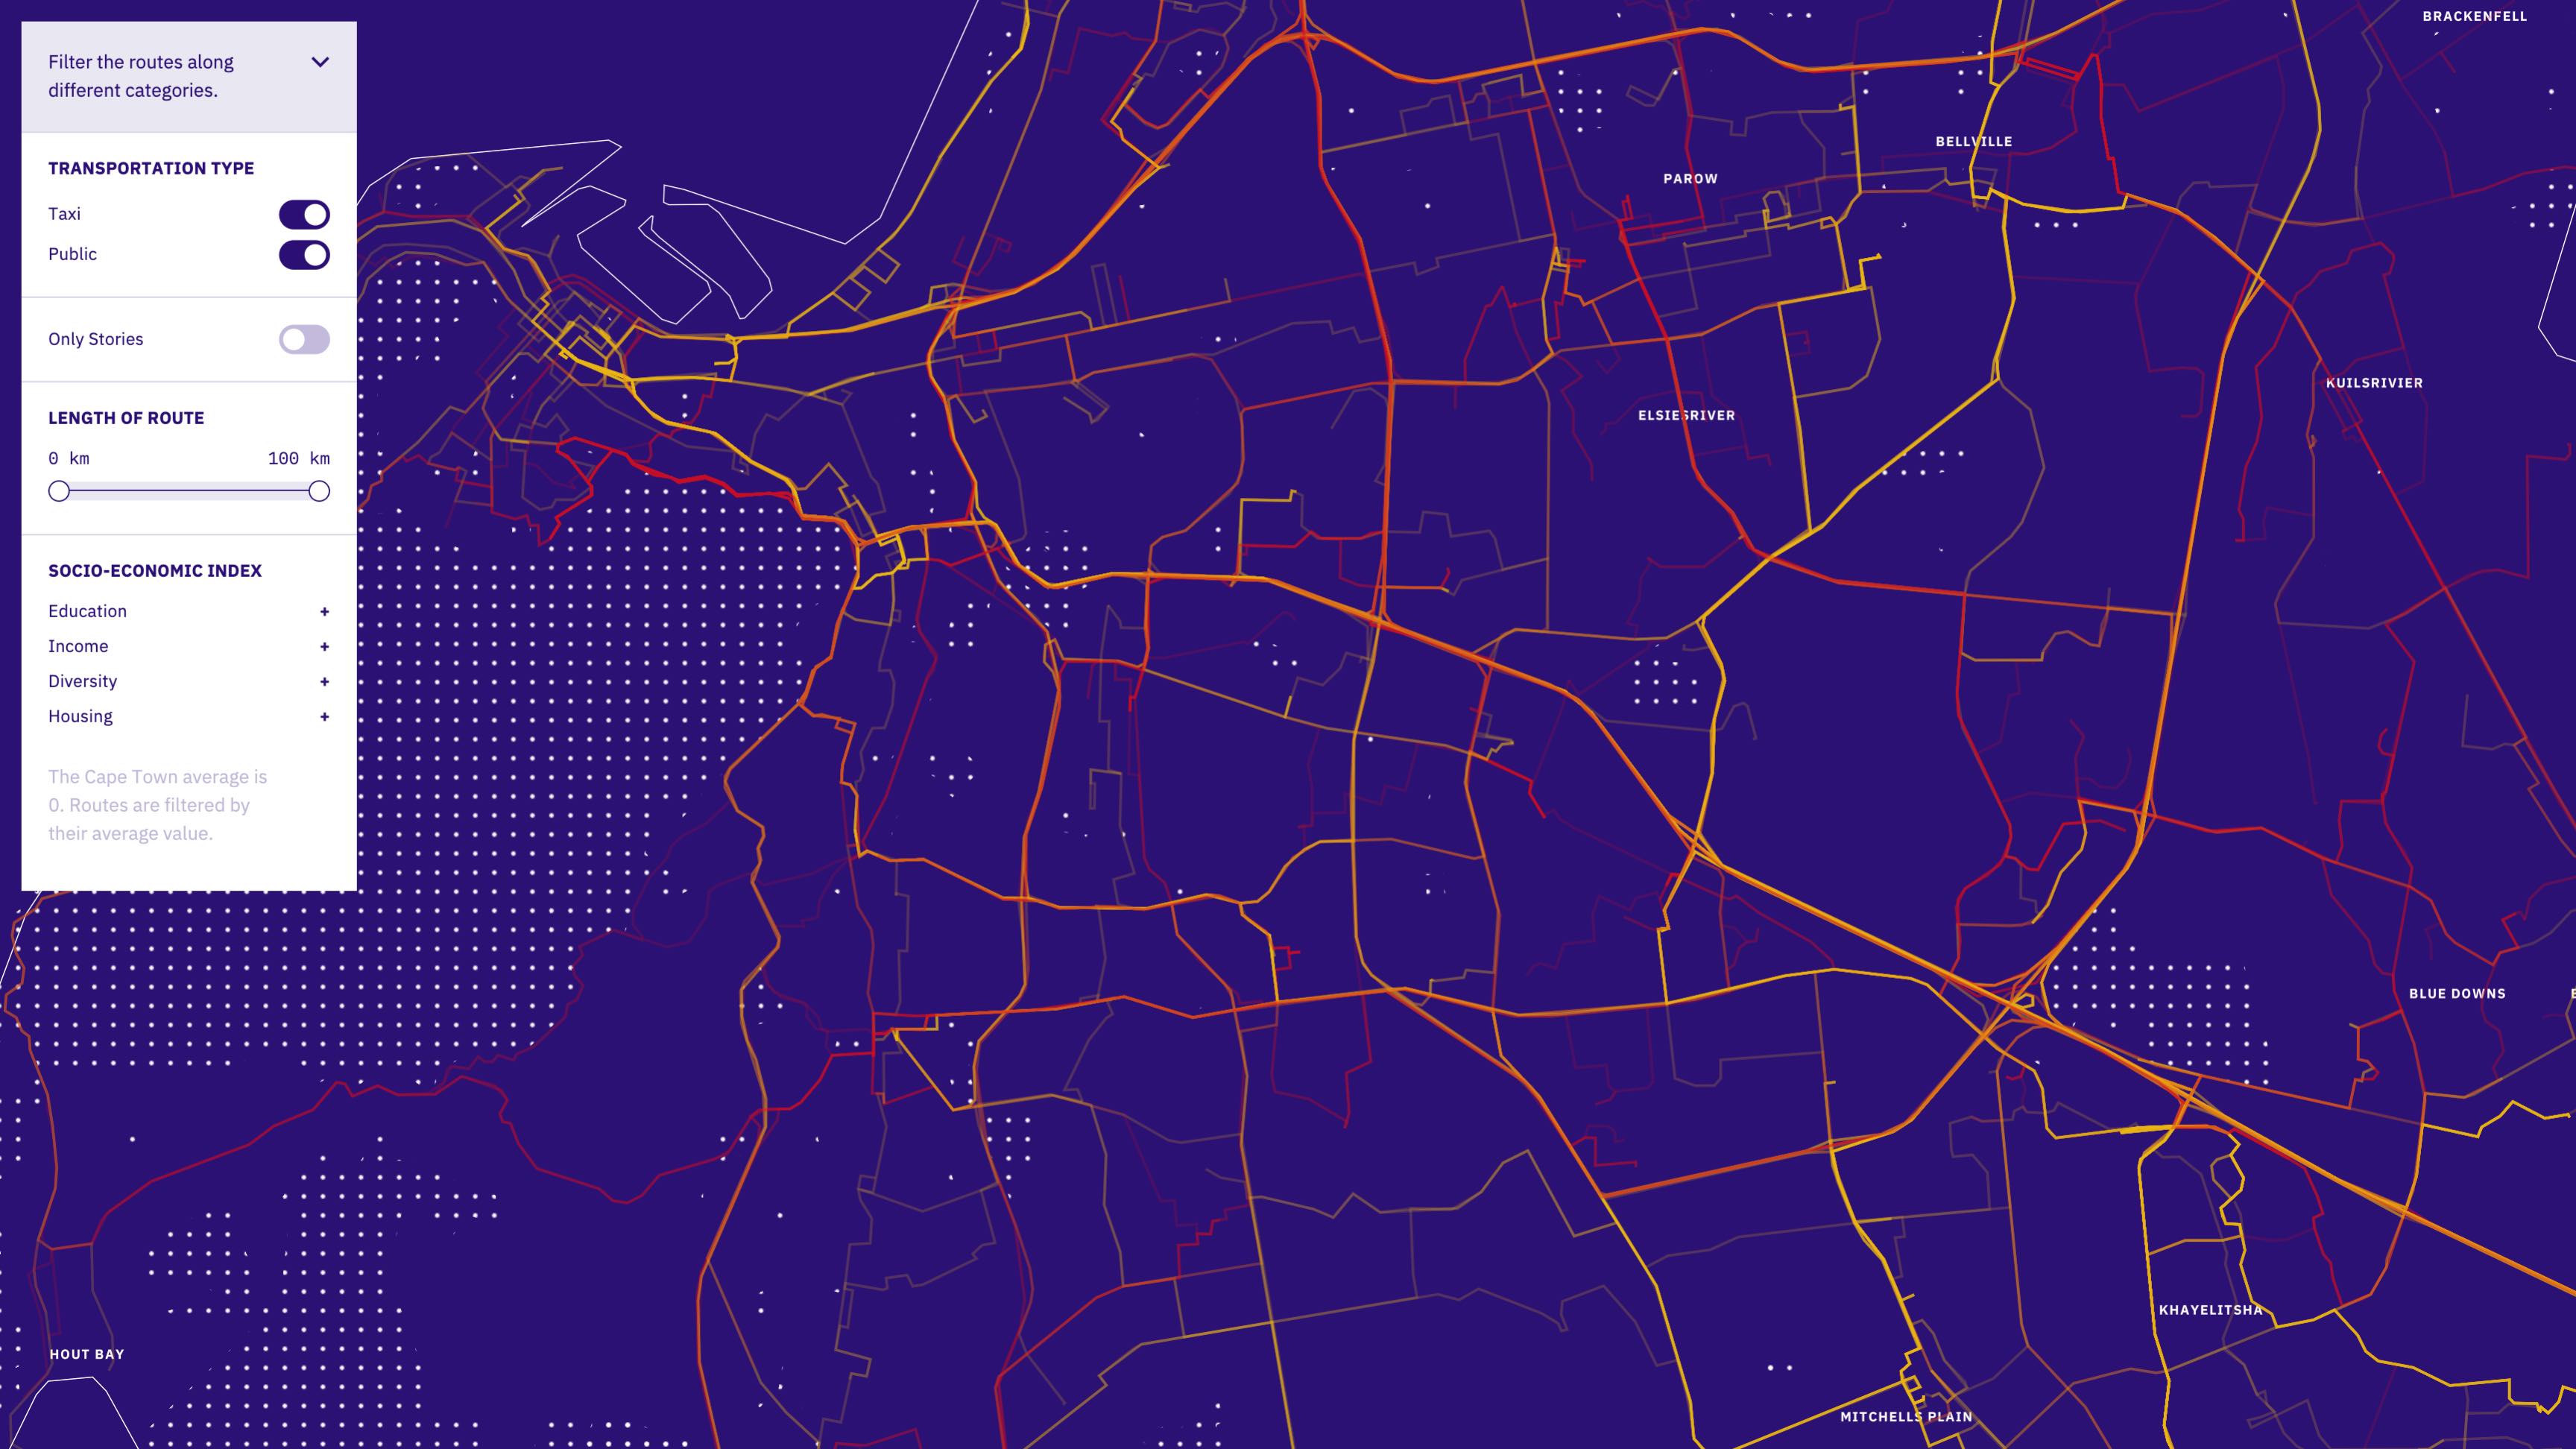 Filter the routes along
different categories.
TRANSPORTATION TYPE
Taxi
Public
Only Stories
LENGTH OF ROUTE
0 km 100 km
SOCIO-ECONOMIC INDEX
Education +
Income +
Diversity +
Housing +
The Cape Town average is
0. Routes are filtered by
their average value.
BRACKENFELL
BELLVILLE
PAROW
KUILSRIVIER
ELSIESRIVER
BLUE DOWNS
KHAYELITSHA
HOUT BAY
MITCHELLS PLAIN